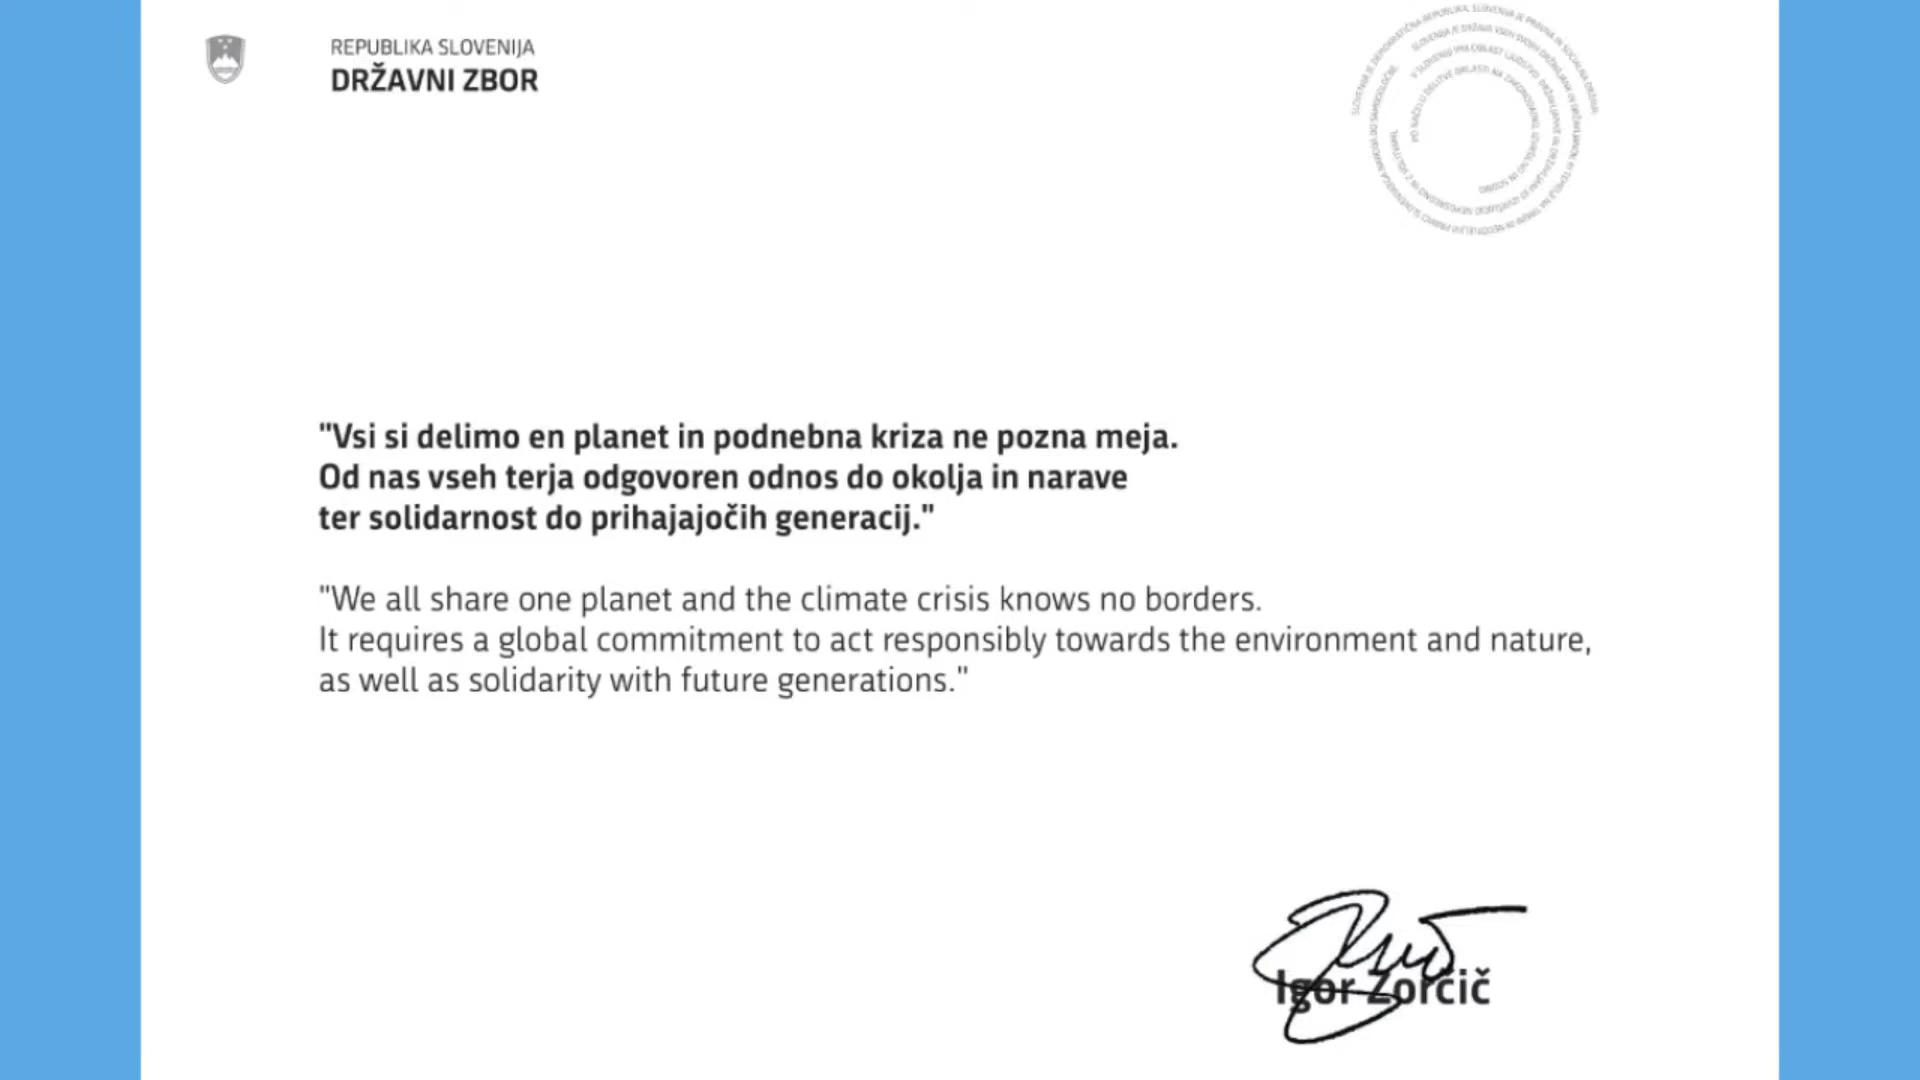 REPUBLIKA SLOVENIJA
DRŽAVNI ZBOR
"Vsi si delimo en planet in podnebna kriza ne pozna meja.
Od nas vseh terja odgovoren odnos do okolja in narave
ter solidarnost do prihajajočih generacij."
"We all share one planet and the climate crisis knows no borders.
It requires a global commitment to act responsibly towards the environment and nature,
as well as solidarity with future generations."
Igor Zorčič